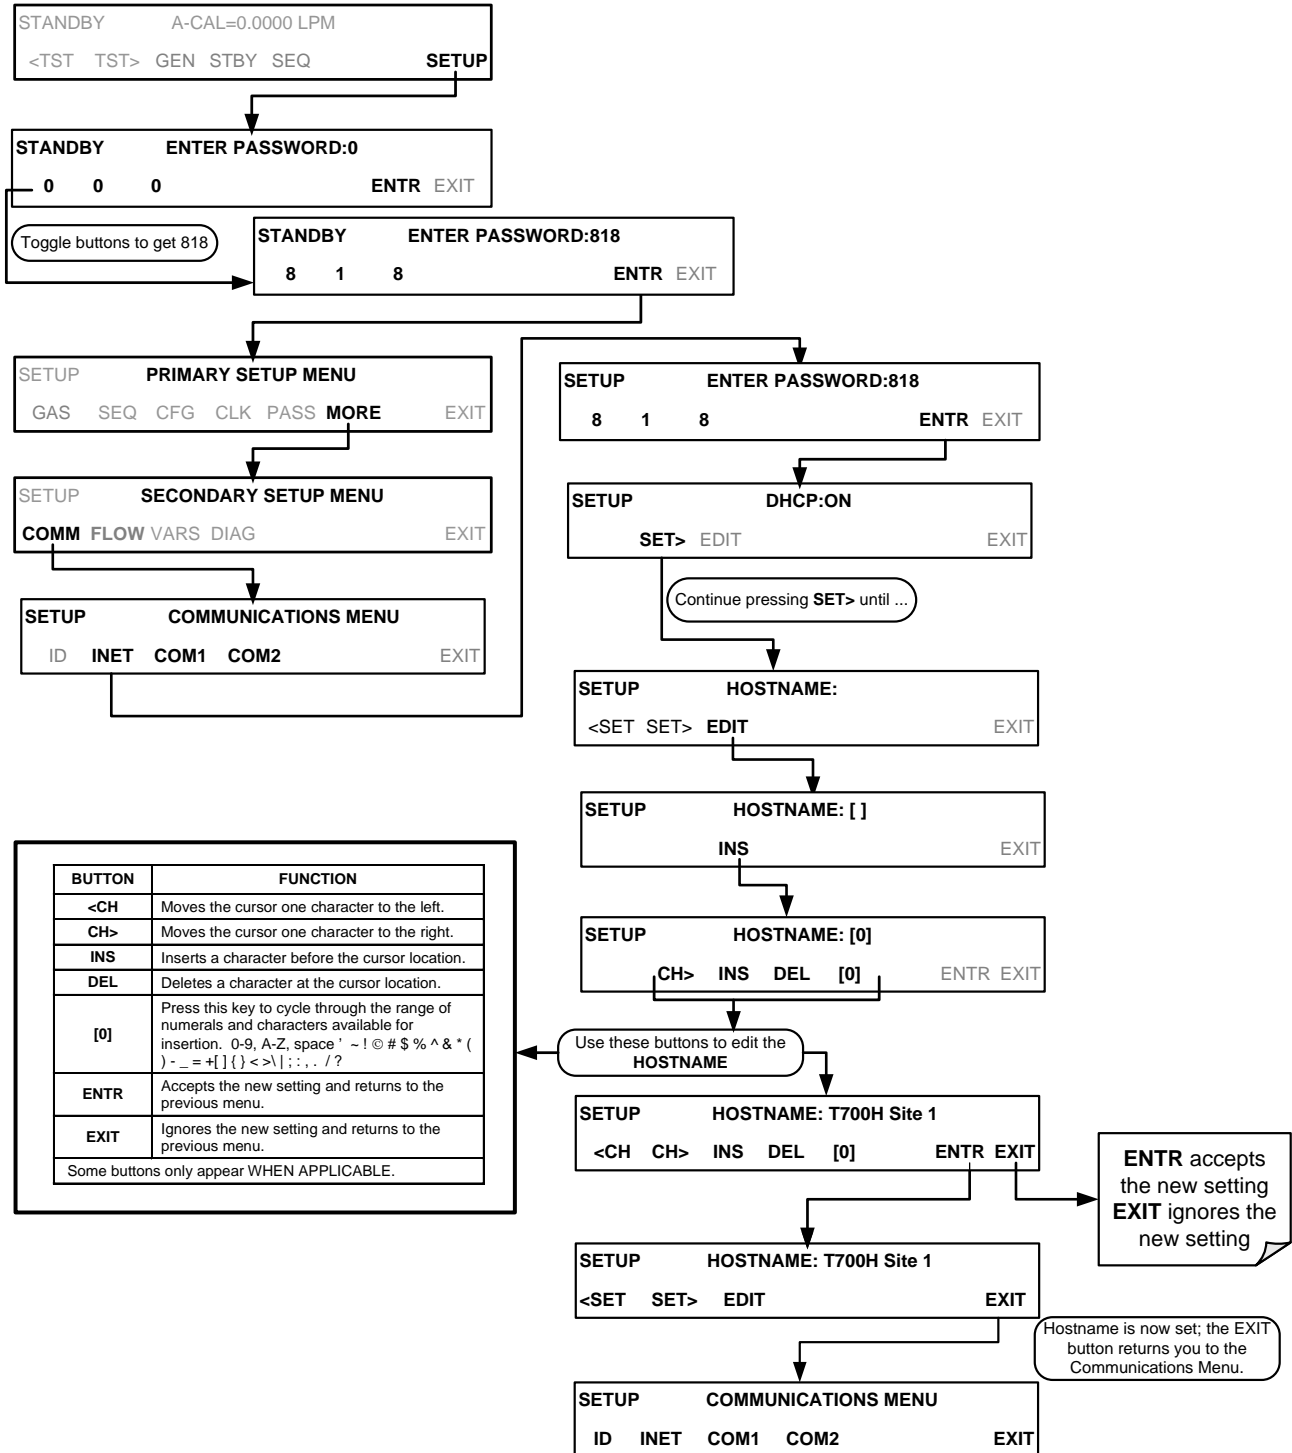 STANDBY A-CAL=0.0000 LPM
<TST TST> GEN STBY SEQ SETUP
STANDBY ENTER PASSWORD:0
0 0 0 ENTR EXIT
Toggle buttons to get 818
STANDBY ENTER PASSWORD:818
8 1 8 ENTR EXIT
SETUP PRIMARY SETUP MENU
GAS SEQ CFG CLK PASS MORE EXIT
SETUP SECONDARY SETUP MENU
COMM FLOW VARS DIAG EXIT
SETUP COMMUNICATIONS MENU
ID INET COM1 COM2 EXIT
SETUP ENTER PASSWORD:818
8 1 8 ENTR EXIT
SETUP DHCP:ON
SET> EDIT EXIT
Continue pressing SET> until ...
SETUP HOSTNAME:
<SET SET> EDIT EXIT
SETUP HOSTNAME: [ ]
INS EXIT
SETUP HOSTNAME: [0]
CH> INS DEL [0] ENTR EXIT
Use these buttons to edit the
HOSTNAME
BUTTON FUNCTION
<CH Moves the cursor one character to the left.
CH> Moves the cursor one character to the right.
INS Inserts a character before the cursor location.
DEL Deletes a character at the cursor location.
[0] Press this key to cycle through the range of
numerals and characters available for
insertion. 0-9, A-Z, space ' ~ ! © # $ % ^ & * (
) - _ = +[ ] { } < >\ | ; : , . / ?
ENTR Accepts the new setting and returns to the
previous menu.
EXIT Ignores the new setting and returns to the
previous menu.
Some buttons only appear WHEN APPLICABLE.
SETUP HOSTNAME: T700H Site 1
<CH CH> INS DEL [0] ENTR EXIT
ENTR accepts
the new setting
EXIT ignores the
new setting
SETUP HOSTNAME: T700H Site 1
<SET SET> EDIT EXIT
Hostname is now set; the EXIT
button returns you to the
Communications Menu.
SETUP COMMUNICATIONS MENU
ID INET COM1 COM2 EXIT